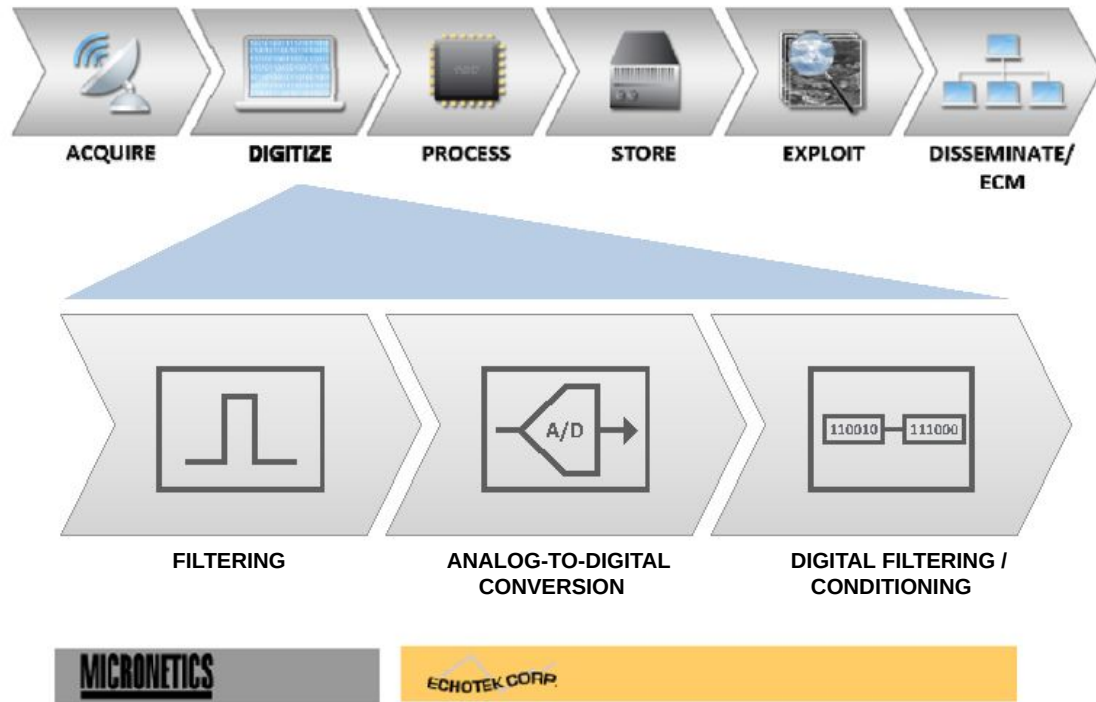 ACQUIRE
DIGITIZE
PROCESS
STORE
EXPLOIT
DISSEMINATE/
ECM
A/D
110010
111000
FILTERING
ANALOG-TO-DIGITAL
CONVERSION
DIGITAL FILTERING /
CONDITIONING
MICRONETICS
ECHOTEK CORP.